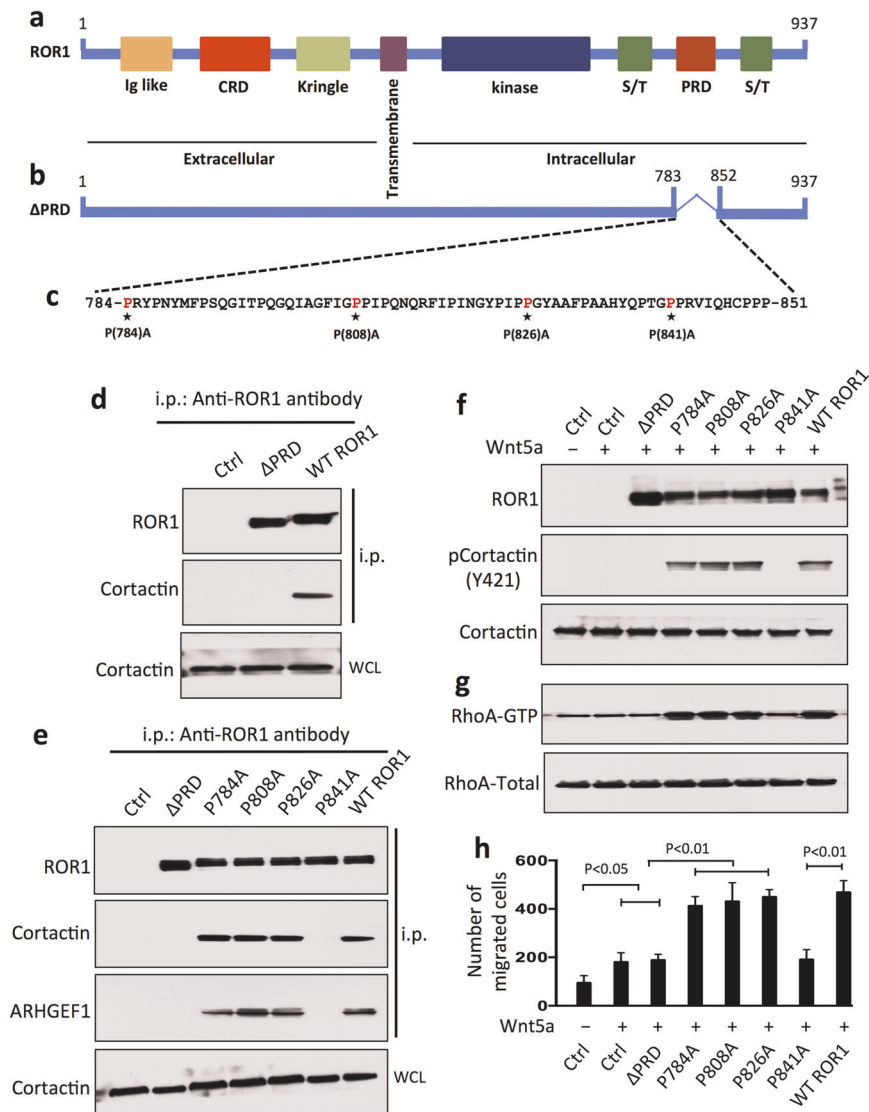 a
1 937
ROR1
Ig like CRD Kringle Transmembrane kinase S/T PRD S/T
Extracellular Intracellular
b
1 783 852 937
ΔPRD
c
784-PRYPNYMFPSQGITPQGQIAGFIGPPIPQNQRFIPINGYPIPPGYAAFPAAHYQPTGPPRVIQHCPPP-851
★ ★ ★ ★
P(784)A P(808)A P(826)A P(841)A
d
i.p.: Anti-ROR1 antibody
Ctrl ΔPRD WT ROR1
ROR1
Cortactin
i.p.
Cortactin WCL
e
i.p.: Anti-ROR1 antibody
Ctrl ΔPRD P784A P808A P826A P841A WT ROR1
ROR1
Cortactin
i.p.
ARHGEF1
Cortactin WCL
f
Ctrl Ctrl ΔPRD P784A P808A P826A P841A WT ROR1
Wnt5a − + + + + + + +
ROR1
pCortactin
(Y421)
Cortactin
g
RhoA-GTP
RhoA-Total
h
Number of
migrated cells
600
400
200
0
P<0.05 P<0.01 P<0.01
Wnt5a − + + + + + + +
Ctrl Ctrl ΔPRD P784A P808A P826A P841A WT ROR1